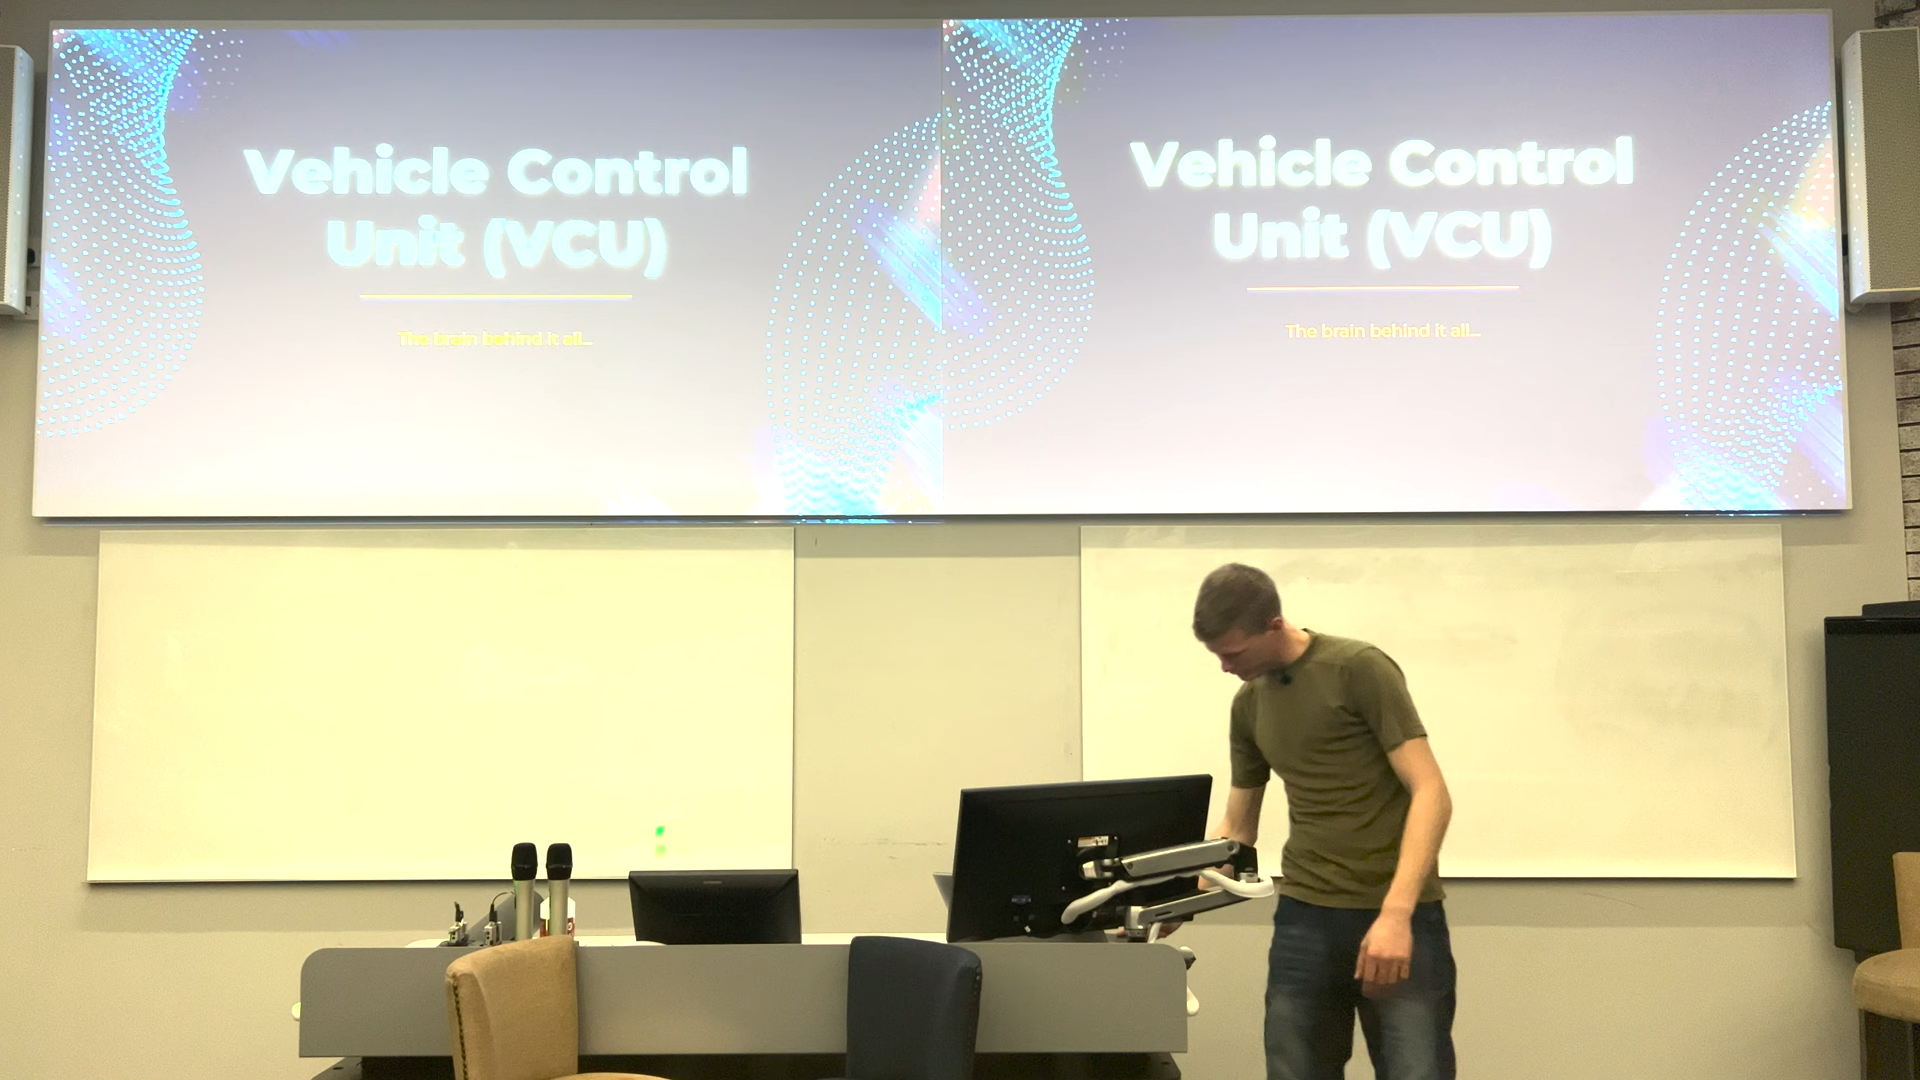 Vehicle Control
Unit (VCU)
The brain behind it all...
Vehicle Control
Unit (VCU)
The brain behind it all...